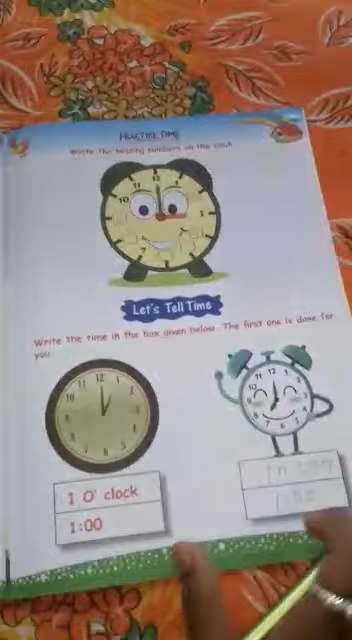 PRACTICE TIME
Write the missing numbers on the clock
Let's Tell Time
Write the time in the box given below. The first one is done for
you.
1 O' clock
1:00